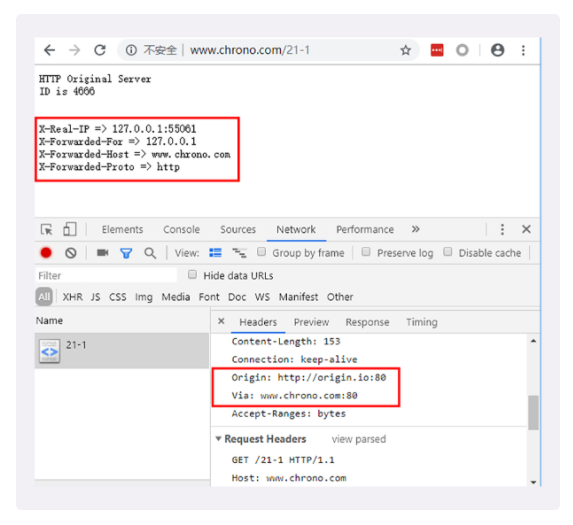 不安全 | www.chrono.com/21-1
HTTP Original Server
ID is 4666
X-Real-IP => 127.0.0.1:55061
X-Forwarded-For => 127.0.0.1
X-Forwarded-Host => www.chrono.com
X-Forwarded-Proto => http
Elements Console Sources Network Performance »
View: Group by frame Preserve log Disable cache
Filter Hide data URLs
All XHR JS CSS Img Media Font Doc WS Manifest Other
Name × Headers Preview Response Timing
21-1
Content-Length: 153
Connection: keep-alive
Origin: http://origin.io:80
Via: www.chrono.com:80
Accept-Ranges: bytes
▼ Request Headers view parsed
GET /21-1 HTTP/1.1
Host: www.chrono.com